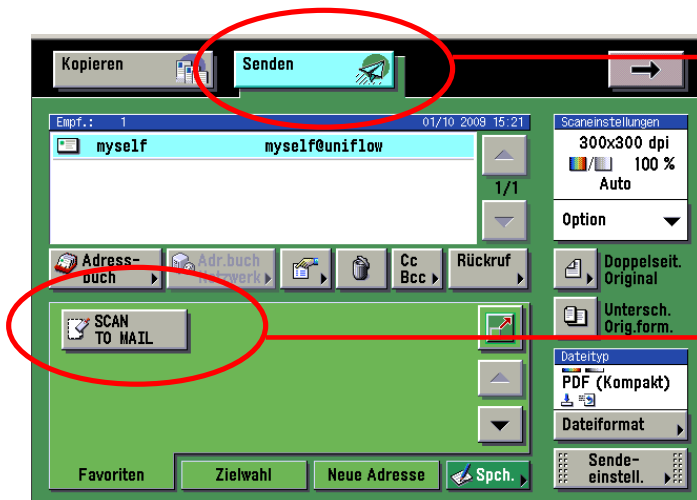 Kopieren
Senden
Empf.: 1 01/10 2009 15:21
myself myself@uniflow
1/1
Adress-
buch
Adr.buch
Netzwerk
Cc
Bcc
Rückruf
SCAN
TO MAIL
Favoriten
Zielwahl
Neue Adresse
Spch.
Scaneinstellungen
300x300 dpi
100 %
Auto
Option
Doppelseit.
Original
Untersch.
Orig.form.
Dateityp
PDF (Kompakt)
Dateiformat
Sende-
einstell.